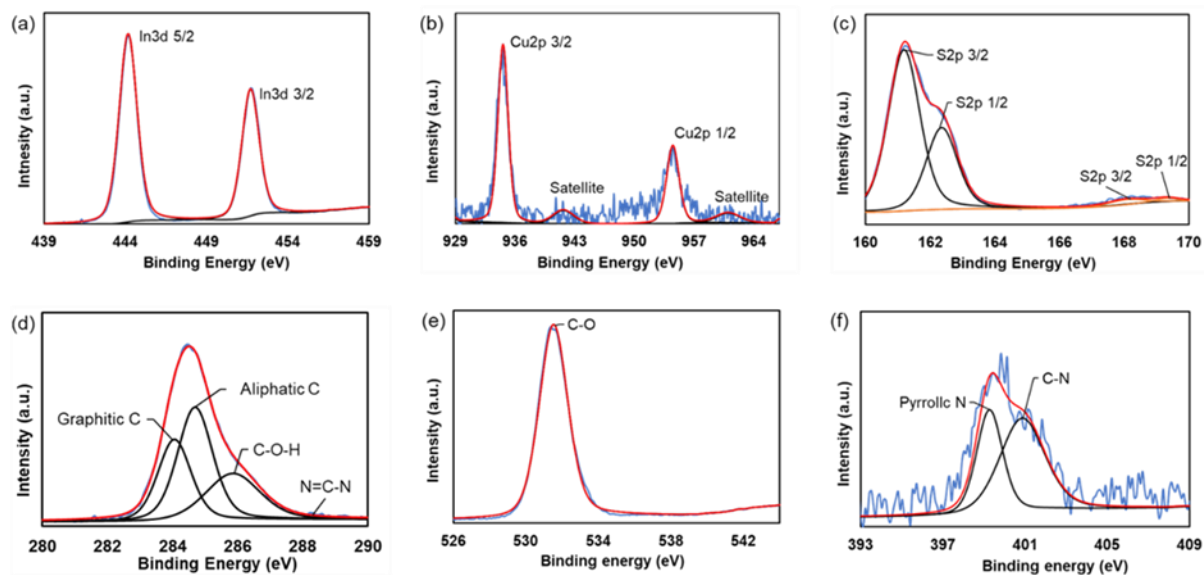 (a)
In3d 5/2
In3d 3/2
Intnesity (a.u.)
439 444 449 454 459
Binding Energy (eV)
(b)
Cu2p 3/2
Cu2p 1/2
Satellite
Satellite
Intensity (a.u.)
929 936 943 950 957 964
Binding Energy (eV)
(c)
S2p 3/2
S2p 1/2
S2p 3/2
S2p 1/2
Intensity (a.u.)
160 162 164 166 168 170
Binding Energy (eV)
(d)
Aliphatic C
Graphitic C
C-O-H
N=C-N
Intensity (a.u.)
280 282 284 286 288 290
Binding Energy (eV)
(e)
C-O
Intensity (a.u.)
526 530 534 538 542
Binding energy (eV)
(f)
C-N
Pyrrollc N
Intensity (a.u.)
393 397 401 405 409
Binding energy (eV)